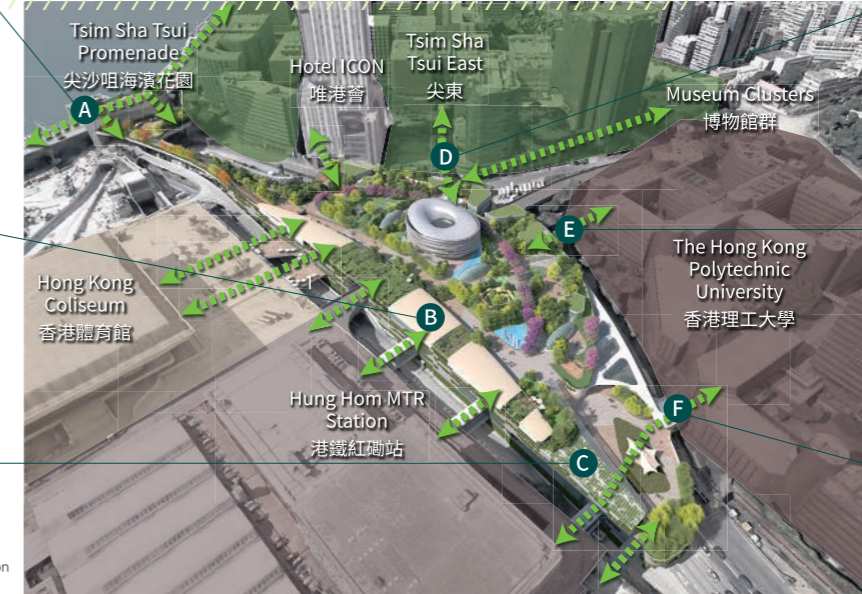 Tsim Sha Tsui
Promenade
尖沙咀海濱花園
A
Hotel ICON
唯港薈
Tsim Sha
Tsui East
尖東
D
Museum Clusters
博物館群
E
The Hong Kong
Polytechnic
University
香港理工大學
Hong Kong
Coliseum
香港體育館
B
Hung Hom MTR
Station
港鐵紅磡站
F
C
on